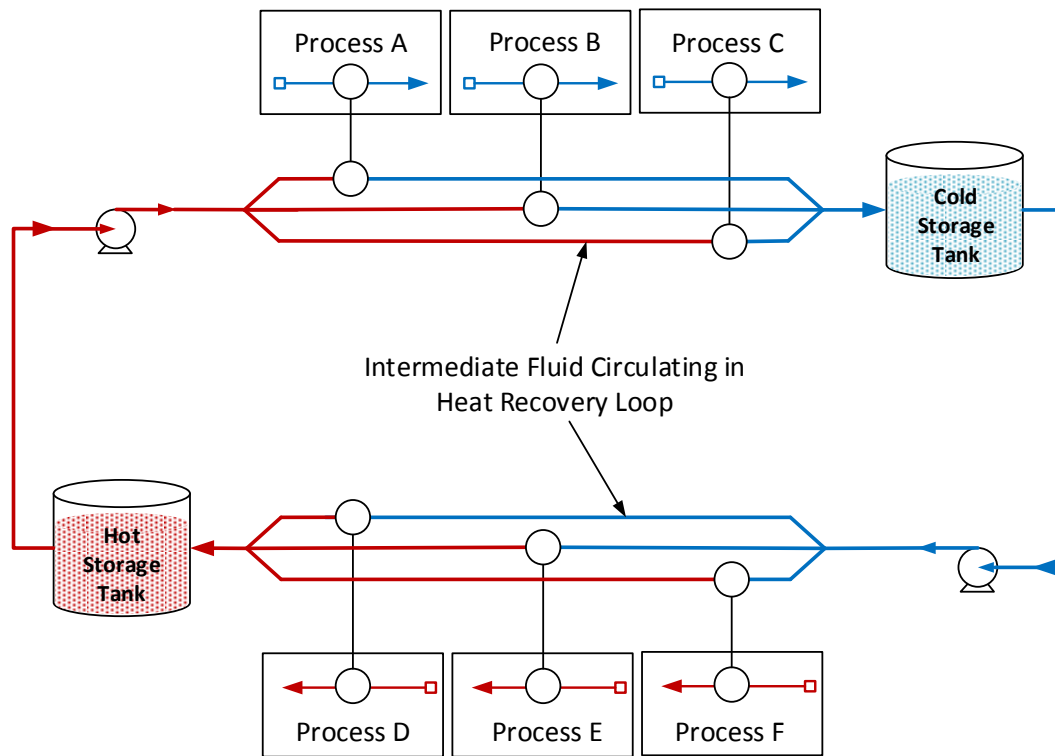 Process A
Process B
Process C
Cold
Storage
Tank
Intermediate Fluid Circulating in
Heat Recovery Loop
Hot
Storage
Tank
Process D
Process E
Process F